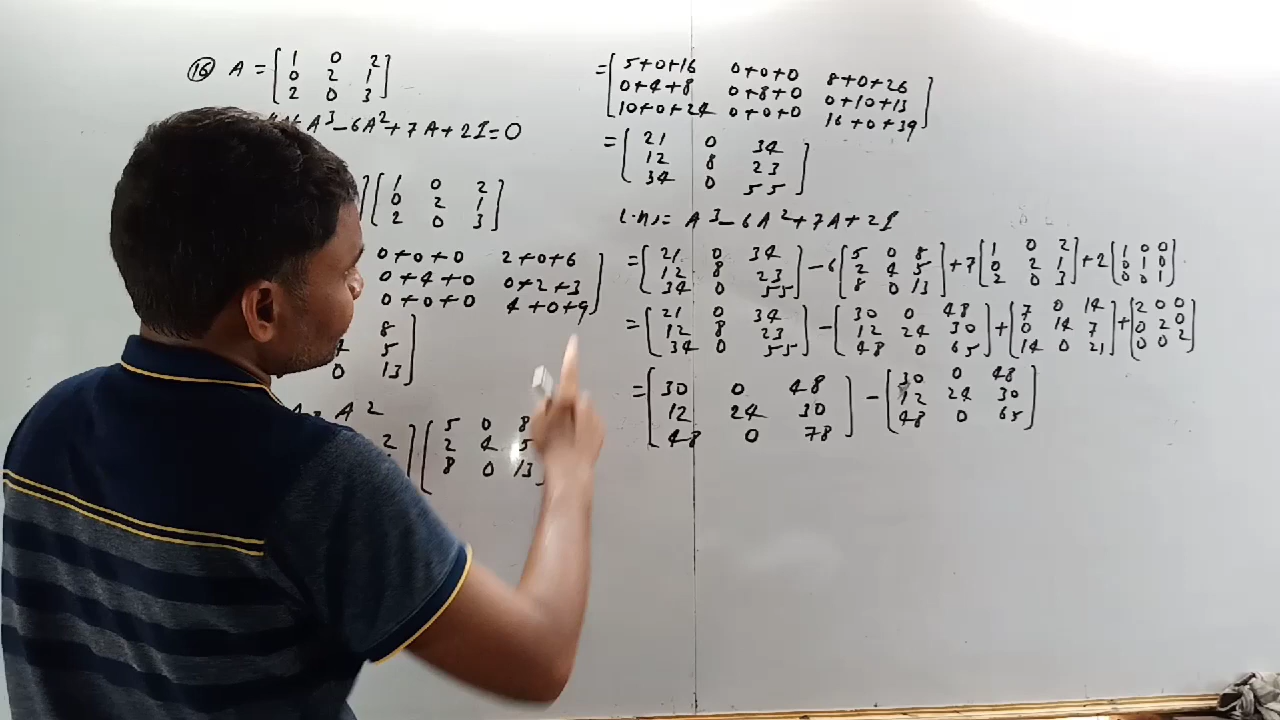 16 A = [1 0 2
0 2 1
2 0 3]
A³-6A²+7A+2I=0
] [1 0 2
0 2 1
2 0 3]
0+0+0 2+0+6
0+4+0 0+2+3
0+0+0 4+0+9]
8
5
0 13]
A²
2 ] [5 0 8
2 4 5
8 0 13]
= [5+0+16 0+0+0 8+0+26
0+4+8 0+8+0 0+10+13
10+0+24 0+0+0 16+0+39]
= [21 0 34
12 8 23
34 0 55]
L.H.S= A³-6A²+7A+2I
= [21 0 34 ] -6 [5 0 8 ] +7 [1 0 2 ] +2 [1 0 0
12 8 23 2 4 5 0 2 1 0 1 0
34 0 55 8 0 13 2 0 3 0 0 1]
= [21 0 34 ] - [30 0 48 ] + [7 0 14 ] + [2 0 0
12 8 23 12 24 30 0 14 7 0 2 0
34 0 55 48 0 65 14 0 21 0 0 2]
= [30 0 48 ] - [30 0 48
12 24 30 12 24 30
48 0 78 48 0 65]